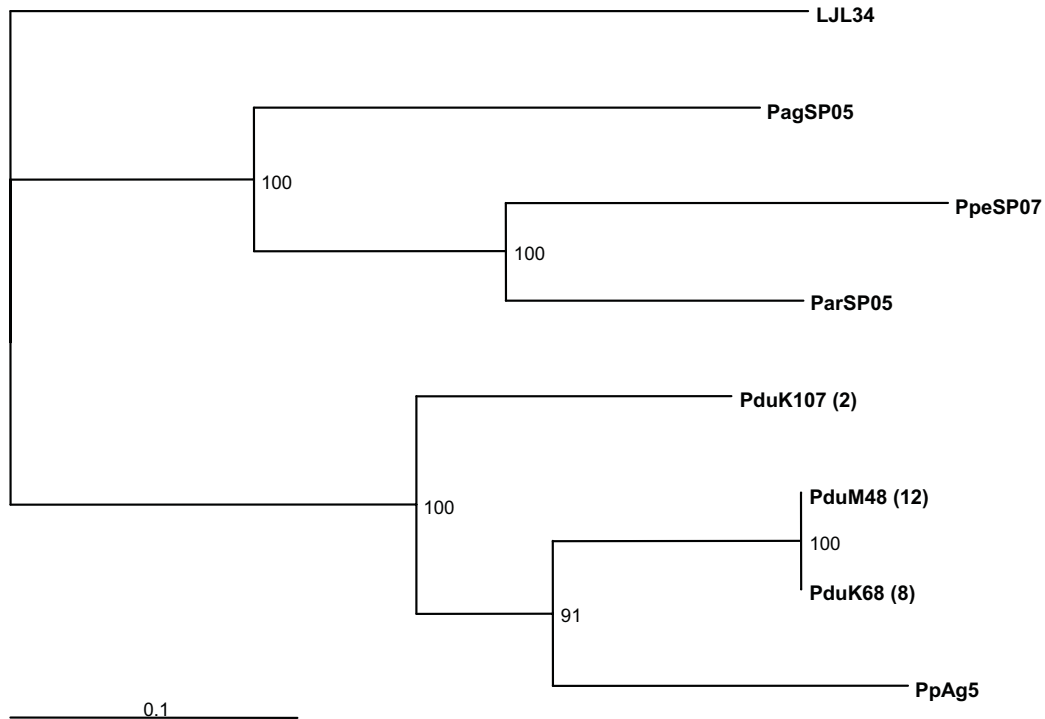 LJL34
PagSP05
100
PpeSP07
100
ParSP05
PduK107 (2)
PduM48 (12)
100
100
PduK68 (8)
91
PpAg5
0.1